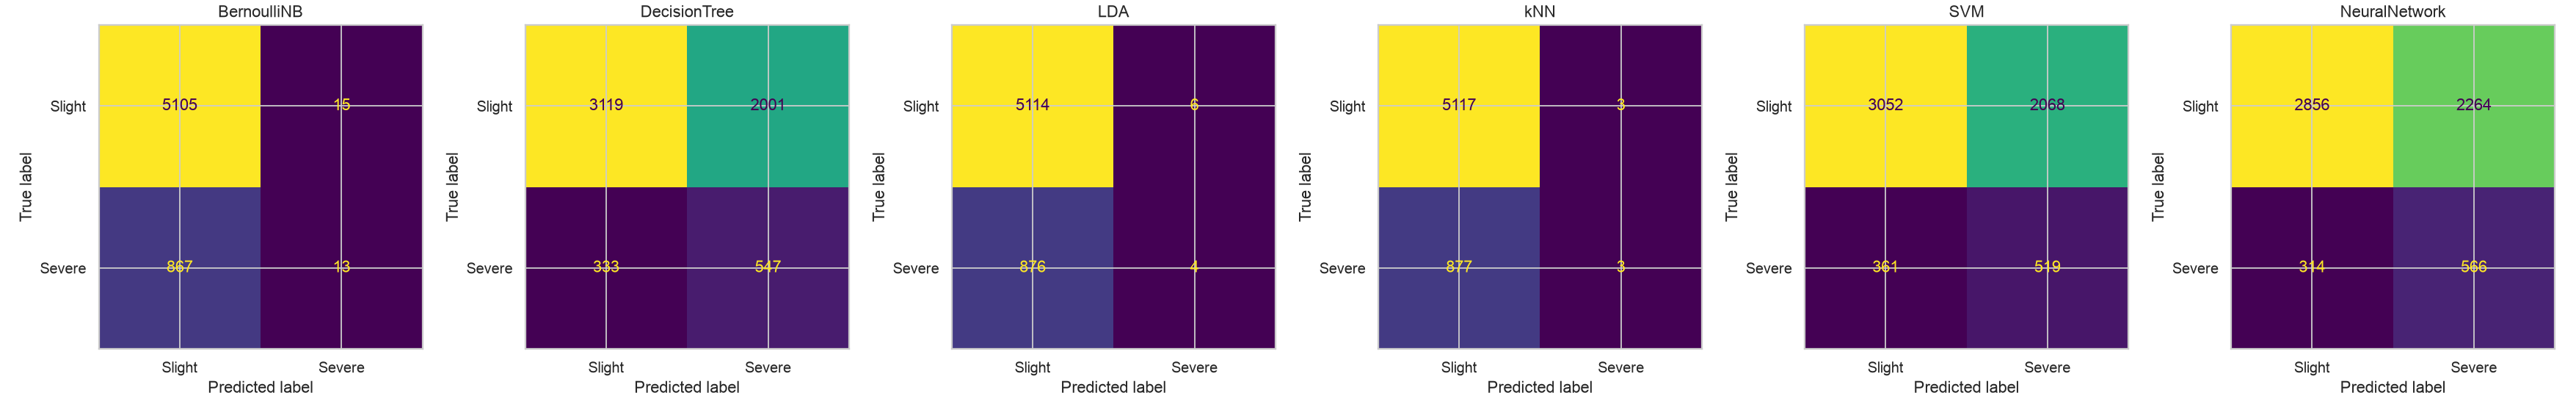 BernoulliNB
True label
Slight
5105
15
Severe
867
13
Slight
Severe
Predicted label
DecisionTree
True label
Slight
3119
2001
Severe
333
547
Slight
Severe
Predicted label
LDA
True label
Slight
5114
6
Severe
876
4
Slight
Severe
Predicted label
kNN
True label
Slight
5117
3
Severe
877
3
Slight
Severe
Predicted label
SVM
True label
Slight
3052
2068
Severe
361
519
Slight
Severe
Predicted label
NeuralNetwork
True label
Slight
2856
2264
Severe
314
566
Slight
Severe
Predicted label